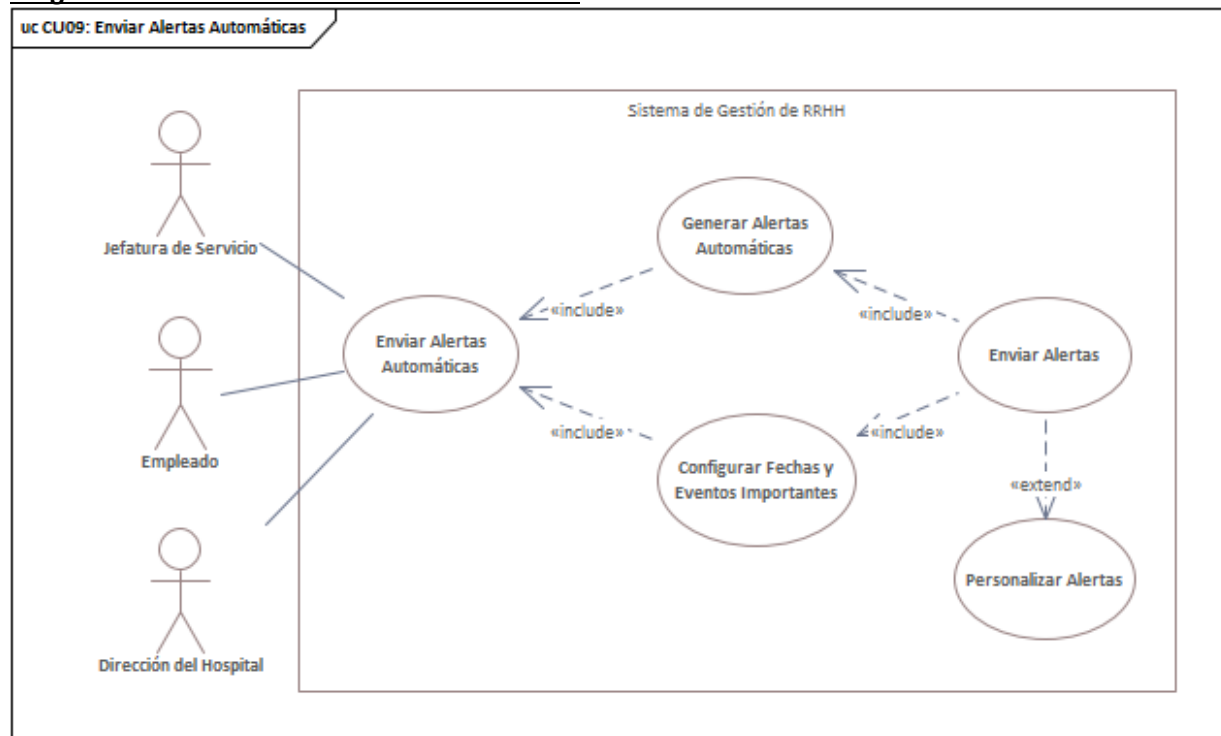 uc CU09: Enviar Alertas Automáticas
Sistema de Gestión de RRHH
Jefatura de Servicio
Generar Alertas
Automáticas
«include»
«include»
Enviar Alertas
Automáticas
Enviar Alertas
Empleado
«include»
«include»
Configurar Fechas y
Eventos Importantes
«extend»
Personalizar Alertas
Dirección del Hospital